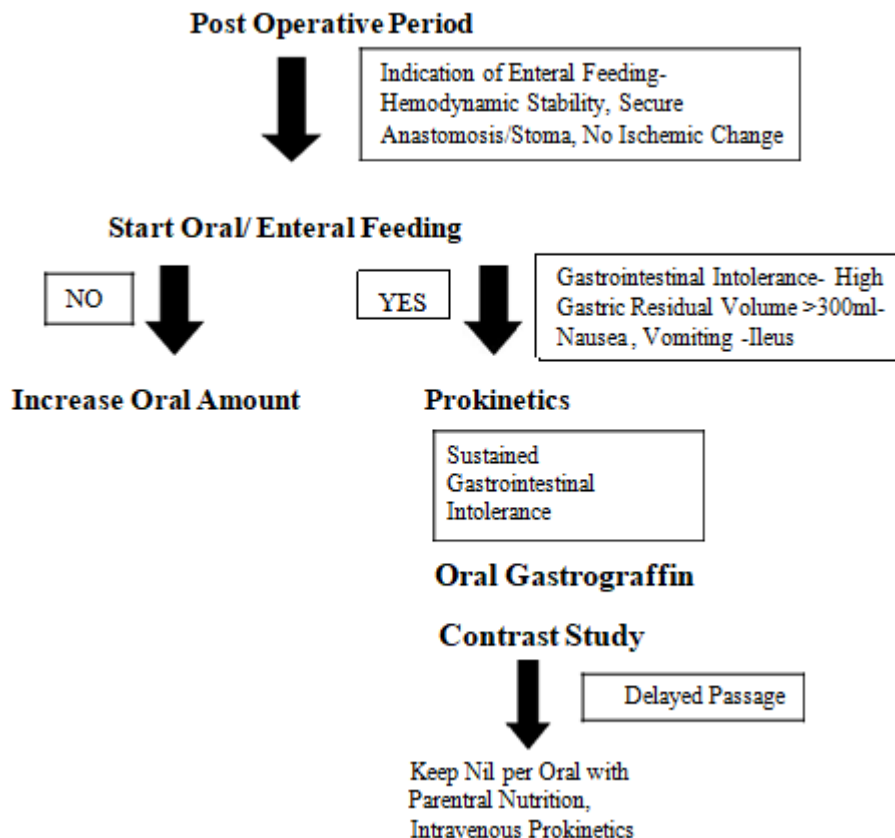 Post Operative Period
Indication of Enteral Feeding-
Hemodynamic Stability, Secure
Anastomosis/Stoma, No Ischemic Change
Start Oral/ Enteral Feeding
NO
YES
Gastrointestinal Intolerance- High
Gastric Residual Volume >300ml-
Nausea, Vomiting -Ileus
Increase Oral Amount
Prokinetics
Sustained
Gastrointestinal
Intolerance
Oral Gastrograffin
Contrast Study
Delayed Passage
Keep Nil per Oral with
Parentral Nutrition,
Intravenous Prokinetics